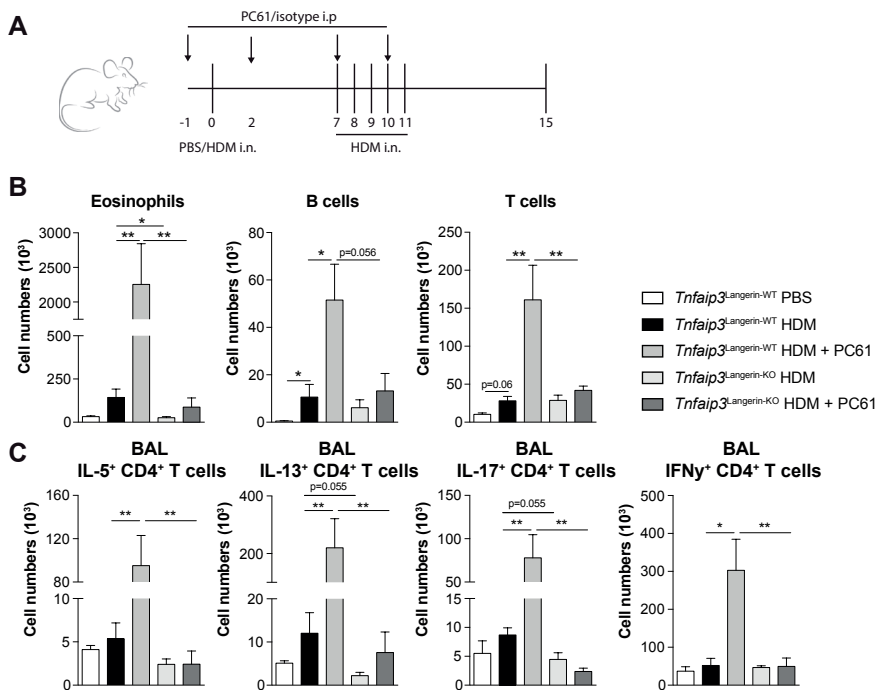 A
PC61/isotype i.p
-1 0 2 7 8 9 10 11 15
PBS/HDM i.n. HDM i.n.
B
Eosinophils
Cell numbers (10³)
3000
2500
2000
500
250
0
*
** **
B cells
Cell numbers (10³)
80
60
40
20
0
* p=0.056
*
T cells
Cell numbers (10³)
250
200
150
100
50
0
** **
p=0.06
Tnfaip3Langerin-WT PBS
Tnfaip3Langerin-WT HDM
Tnfaip3Langerin-WT HDM + PC61
Tnfaip3Langerin-KO HDM
Tnfaip3Langerin-KO HDM + PC61
C
BAL
IL-5⁺ CD4⁺ T cells
Cell numbers (10³)
160
120
80
6
4
2
0
** **
BAL
IL-13⁺ CD4⁺ T cells
Cell numbers (10³)
400
200
20
10
0
p=0.055
** **
BAL
IL-17⁺ CD4⁺ T cells
Cell numbers (10³)
150
100
50
15
10
5
0
p=0.055
** **
BAL
IFNγ⁺ CD4⁺ T cells
Cell numbers (10³)
500
400
300
200
100
0
* **